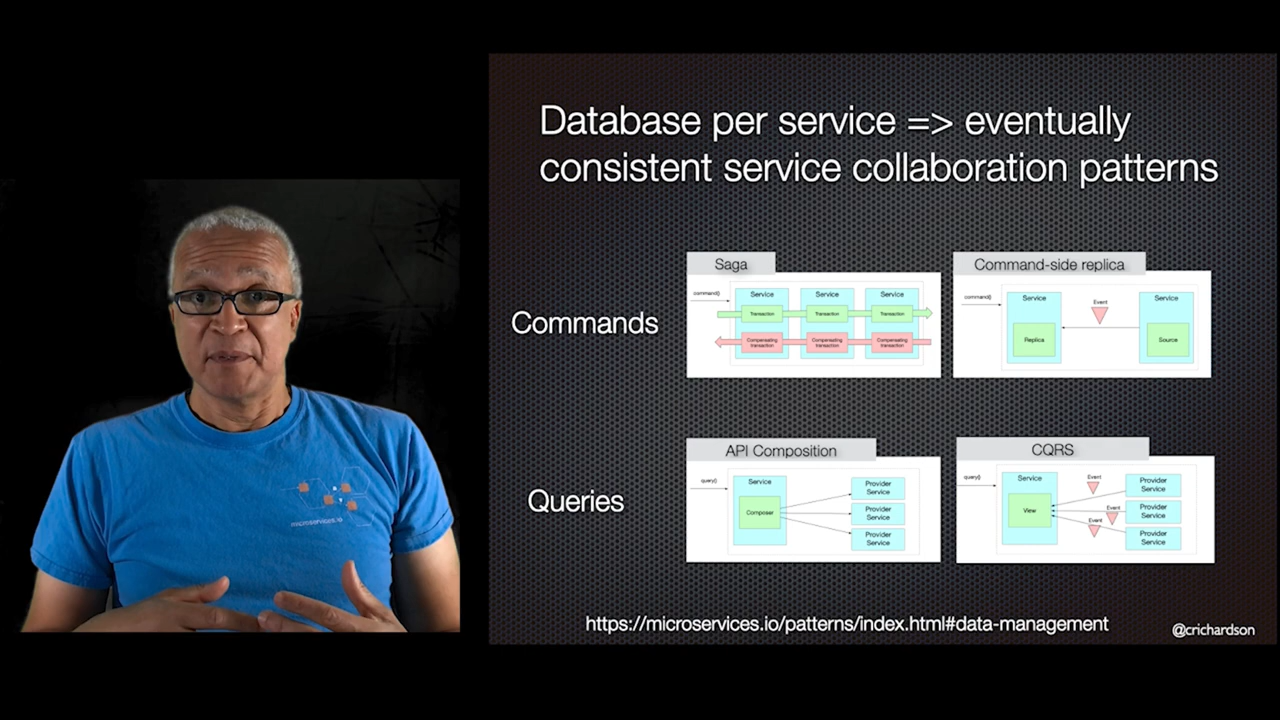 Database per service => eventually
consistent service collaboration patterns
Commands
Saga
command()
Service
Service
Service
Transaction
Transaction
Transaction
Compensating
transaction
Compensating
transaction
Compensating
transaction
Command-side replica
command()
Service
Replica
Event
Service
Source
Queries
API Composition
query()
Service
Composer
Provider
Service
Provider
Service
Provider
Service
CQRS
query()
Service
View
Event
Event
Event
Provider
Service
Provider
Service
Provider
Service
microservices.io
https://microservices.io/patterns/index.html#data-management
@crichardson